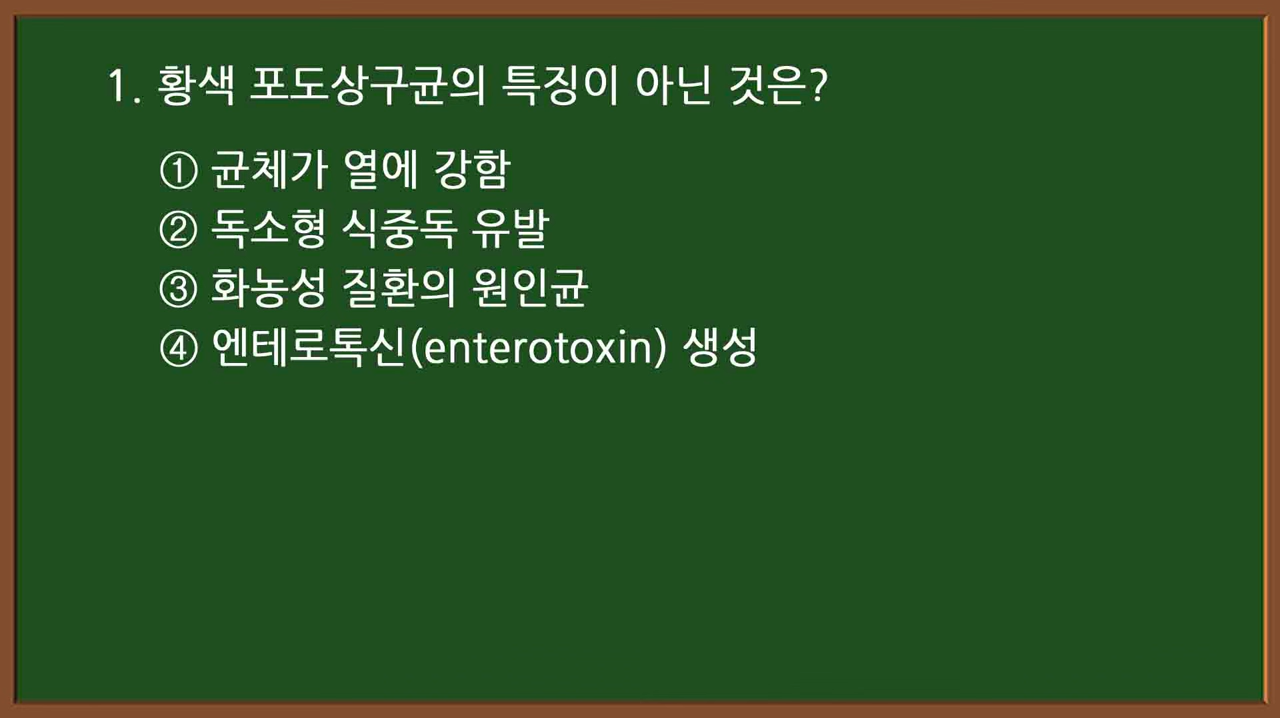 1. 황색 포도상구균의 특징이 아닌 것은?
① 균체가 열에 강함
② 독소형 식중독 유발
③ 화농성 질환의 원인균
④ 엔테로톡신(enterotoxin) 생성